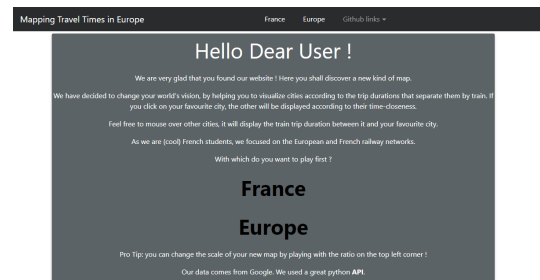 Mapping Travel Times in Europe France Europe Github links
Hello Dear User !
We are very glad that you found our website ! Here you shall discover a new kind of map.
We have decided to change your world's vision, by helping you to visualize cities according to the trip durations that separate them by train. If
you click on your favourite city, the other will be displayed according to their time-closeness.
Feel free to mouse over other cities, it will display the train trip duration between it and your favourite city.
As we are (cool) French students, we focused on the European and French railway networks.
With which do you want to play first ?
France
Europe
Pro Tip: you can change the scale of your new map by playing with the ratio on the top left corner !
Our data comes from Google. We used a great python API.